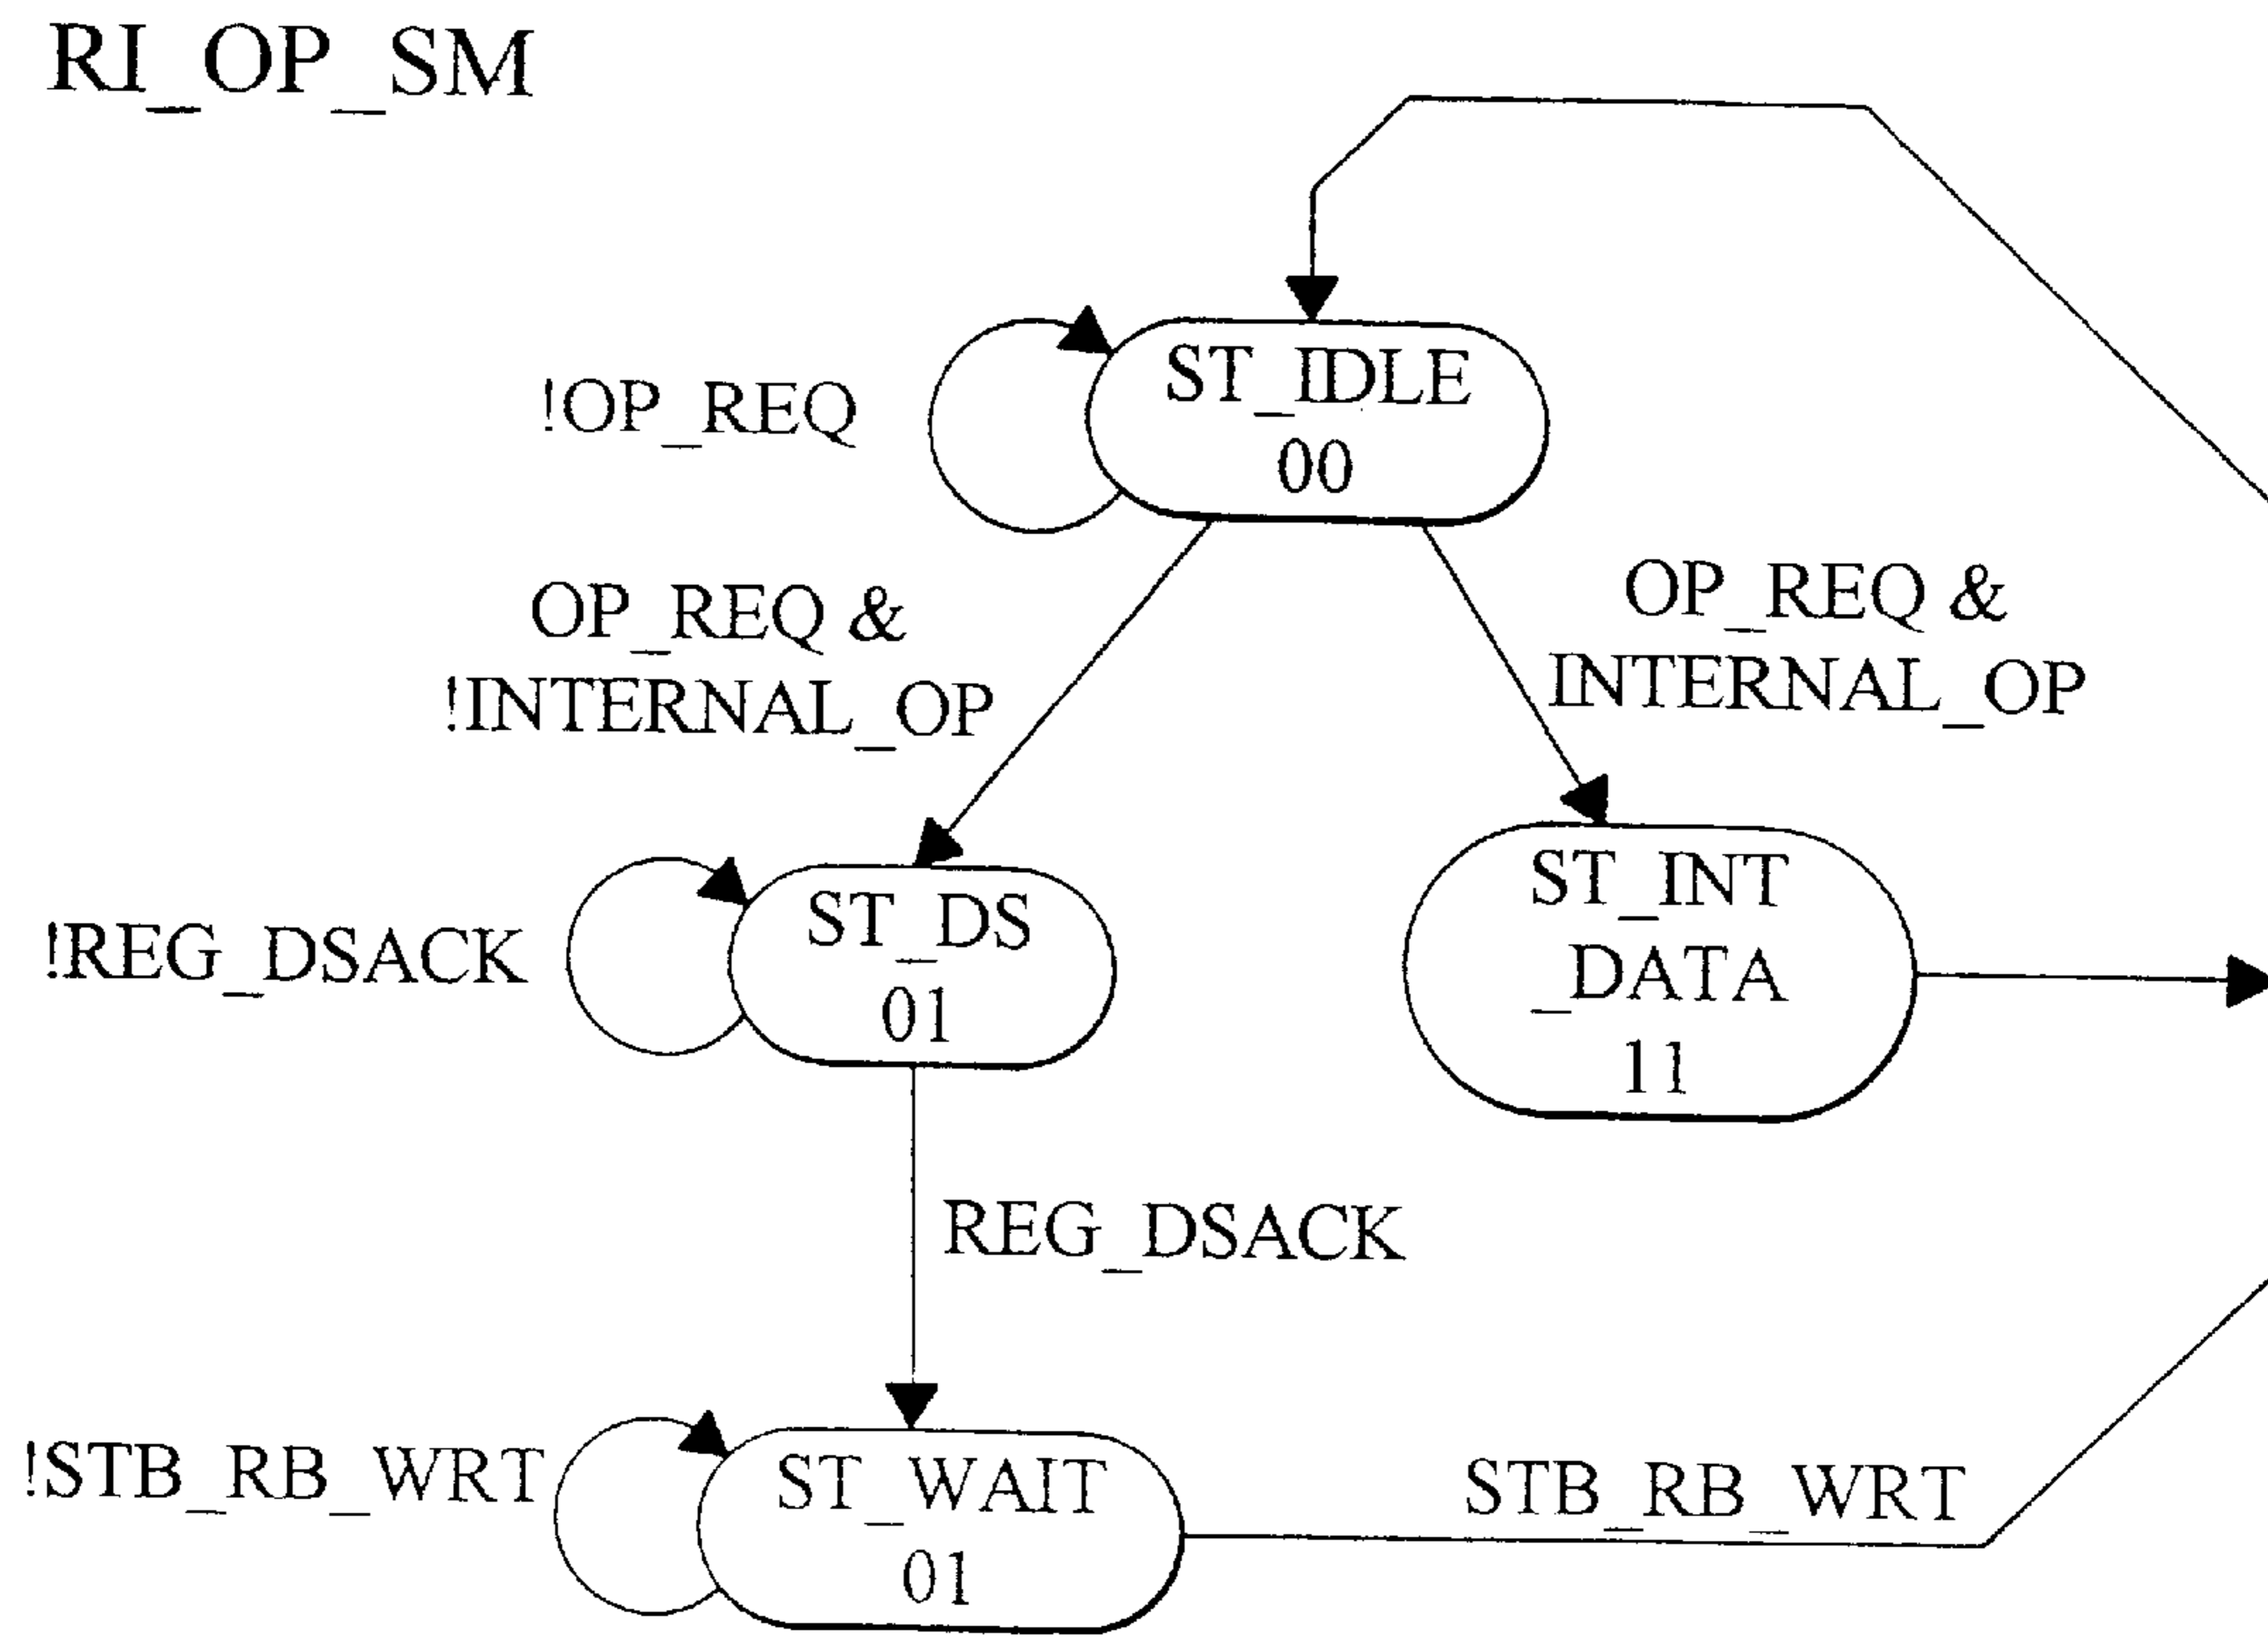 RI_OP_SM
ST_IDLE
00
!OP_REQ
OP_REQ &
!INTERNAL_OP
OP_REQ &
INTERNAL_OP
ST_DS
01
!REG_DSACK
ST_INT
_DATA
11
REG_DSACK
ST_WAIT
01
!STB_RB_WRT
STB_RB_WRT